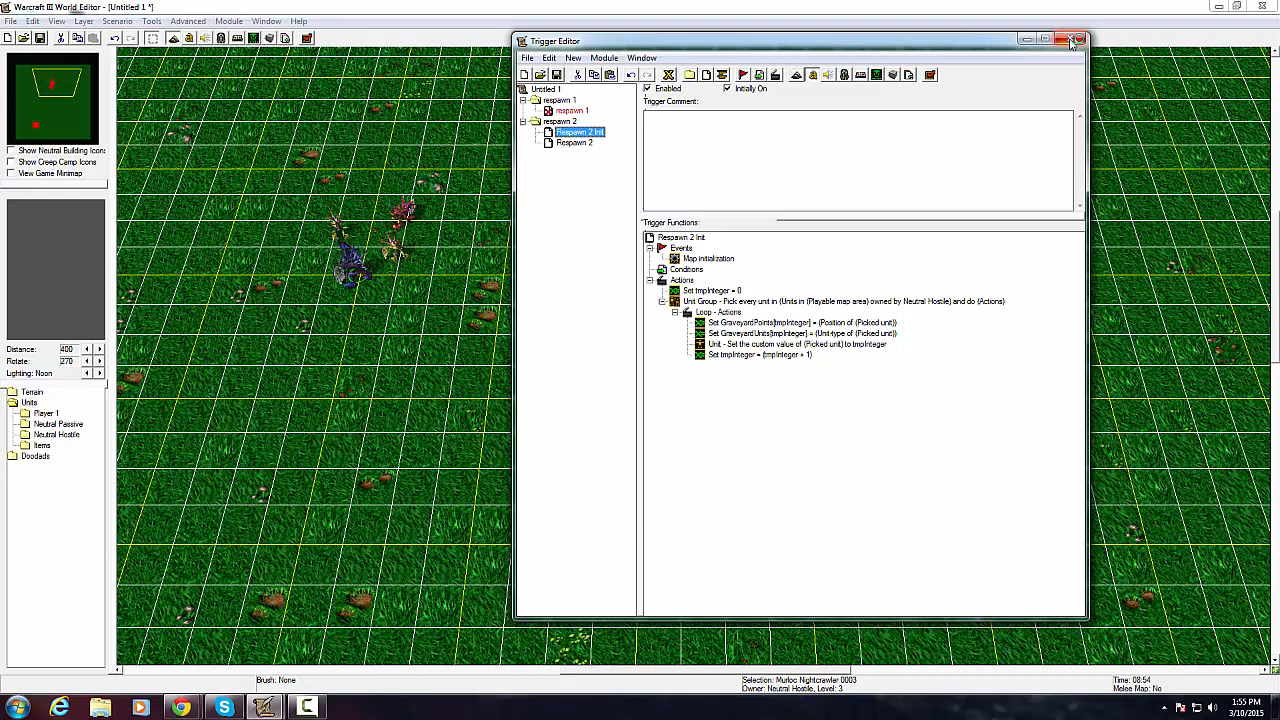 Warcraft III World Editor - [Untitled 1 *]
File Edit View Layer Scenario Tools Advanced Module Window Help
Show Neutral Building Icons
Show Creep Camp Icons
View Game Minimap
Distance: 400
Rotate: 270
Lighting: Noon
Terrain
Units
Player 1
Neutral Passive
Neutral Hostile
Items
Doodads
Trigger Editor
File Edit New Module Window
Untitled 1
respawn 1
respawn 1
respawn 2
Respawn 2 Init
Respawn 2
Enabled Initially On
Trigger Comment:
Trigger Functions:
Respawn 2 Init
Events
Map initialization
Conditions
Actions
Set tmpInteger = 0
Unit Group - Pick every unit in (Units in (Playable map area) owned by Neutral Hostile) and do (Actions)
Loop - Actions
Set GraveyardPoints[tmpInteger] = (Position of (Picked unit))
Set GraveyardUnits[tmpInteger] = (Unit-type of (Picked unit))
Unit - Set the custom value of (Picked unit) to tmpInteger
Set tmpInteger = (tmpInteger + 1)
Brush: None
Selection: Murloc Nightcrawler 0003
Owner: Neutral Hostile, Level: 3
Time: 08:54
Melee Map: No
1:55 PM
3/10/2015